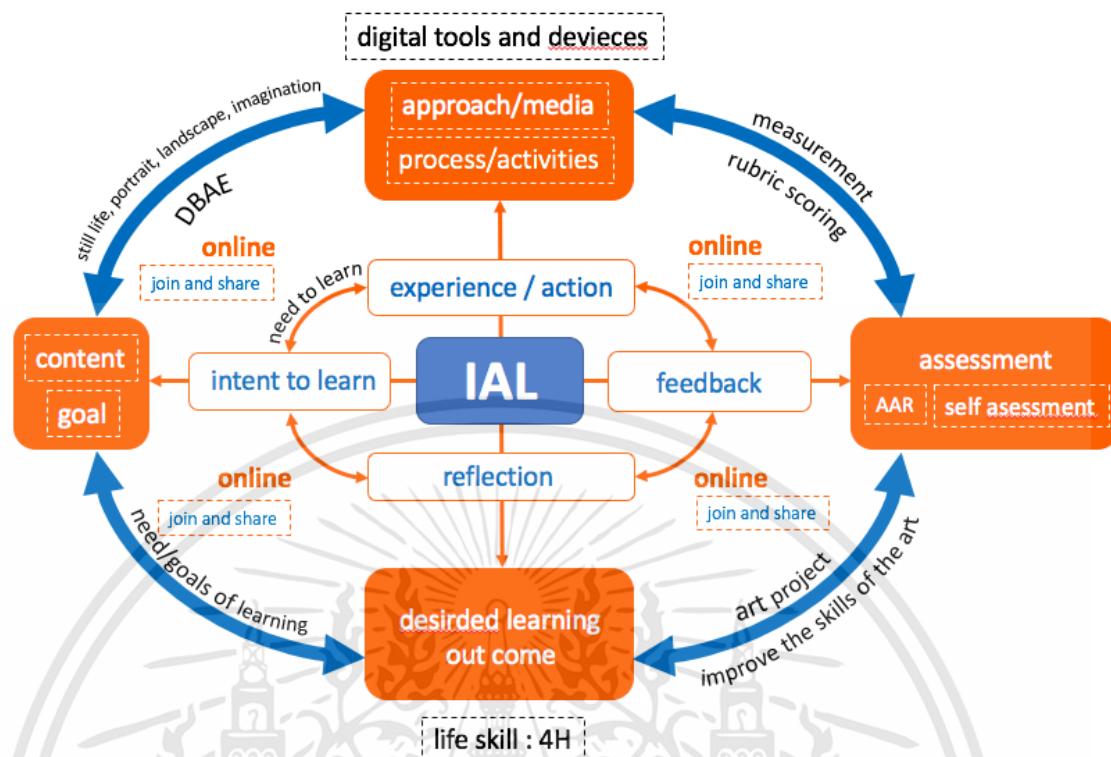 digital tools and devieces
approach/media
process/activities
still life, portrait, landscape, imagination
DBAE
measurement
rubric scoring
online
join and share
online
join and share
need to learn
experience / action
content
goal
intent to learn
IAL
feedback
assessment
AAR
self asessment
reflection
online
join and share
online
join and share
need/goals of learning
desirded learning
out come
art project
improve the skills of the art
life skill : 4H